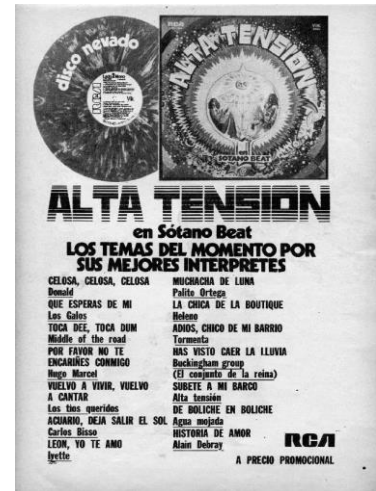 disco nevado
RCA
Vik
RCA
ALTA TENSION
en
SOTANO BEAT
ALTA TENSION
en Sótano Beat
LOS TEMAS DEL MOMENTO POR
SUS MEJORES INTERPRETES
CELOSA, CELOSA, CELOSA
Donald
QUE ESPERAS DE MI
Los Galos
TOCA DEE, TOCA DUM
Middle of the road
POR FAVOR NO TE
ENCARIÑES CONMIGO
Hugo Marcel
VUELVO A VIVIR, VUELVO
A CANTAR
Los tios queridos
ACUARIO, DEJA SALIR EL SOL
Carlos Bisso
LEON, YO TE AMO
Ivette
MUCHACHA DE LUNA
Palito Ortega
LA CHICA DE LA BOUTIQUE
Heleno
ADIOS, CHICO DE MI BARRIO
Tormenta
HAS VISTO CAER LA LLUVIA
Buckingham group
(El conjunto de la reina)
SUBETE A MI BARCO
Alta tensión
DE BOLICHE EN BOLICHE
Agua mojada
HISTORIA DE AMOR
Alain Debray
RCA
A PRECIO PROMOCIONAL